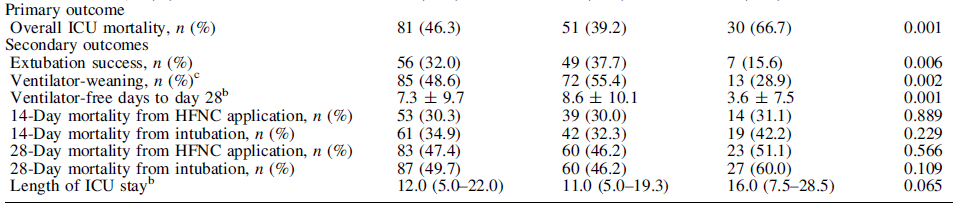 Primary outcome
Overall ICU mortality, n (%) 81 (46.3) 51 (39.2) 30 (66.7) 0.001
Secondary outcomes
Extubation success, n (%) 56 (32.0) 49 (37.7) 7 (15.6) 0.006
Ventilator-weaning, n (%)c 85 (48.6) 72 (55.4) 13 (28.9) 0.002
Ventilator-free days to day 28b 7.3 ± 9.7 8.6 ± 10.1 3.6 ± 7.5 0.001
14-Day mortality from HFNC application, n (%) 53 (30.3) 39 (30.0) 14 (31.1) 0.889
14-Day mortality from intubation, n (%) 61 (34.9) 42 (32.3) 19 (42.2) 0.229
28-Day mortality from HFNC application, n (%) 83 (47.4) 60 (46.2) 23 (51.1) 0.566
28-Day mortality from intubation, n (%) 87 (49.7) 60 (46.2) 27 (60.0) 0.109
Length of ICU stayb 12.0 (5.0–22.0) 11.0 (5.0–19.3) 16.0 (7.5–28.5) 0.065